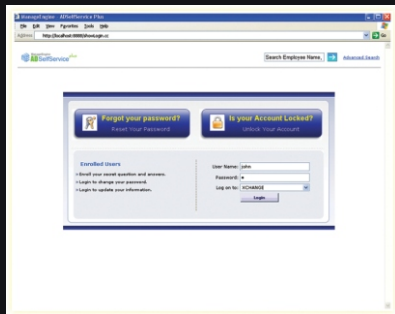 ManageEngine - ADSelfService Plus
File Edit View Favorites Tools Help
Address http://localhost:8888/showLogin.cc Go
ManageEngine
ADSelfService Plus
Search Employee Name, Advanced Search
Forgot your password?
Reset Your Password
Is your Account Locked?
Unlock Your Account
Enrolled Users
Enroll your secret question and answers.
Login to change your password.
Login to update your information.
User Name: john
Password:
Log on to: XCHANGE
Login